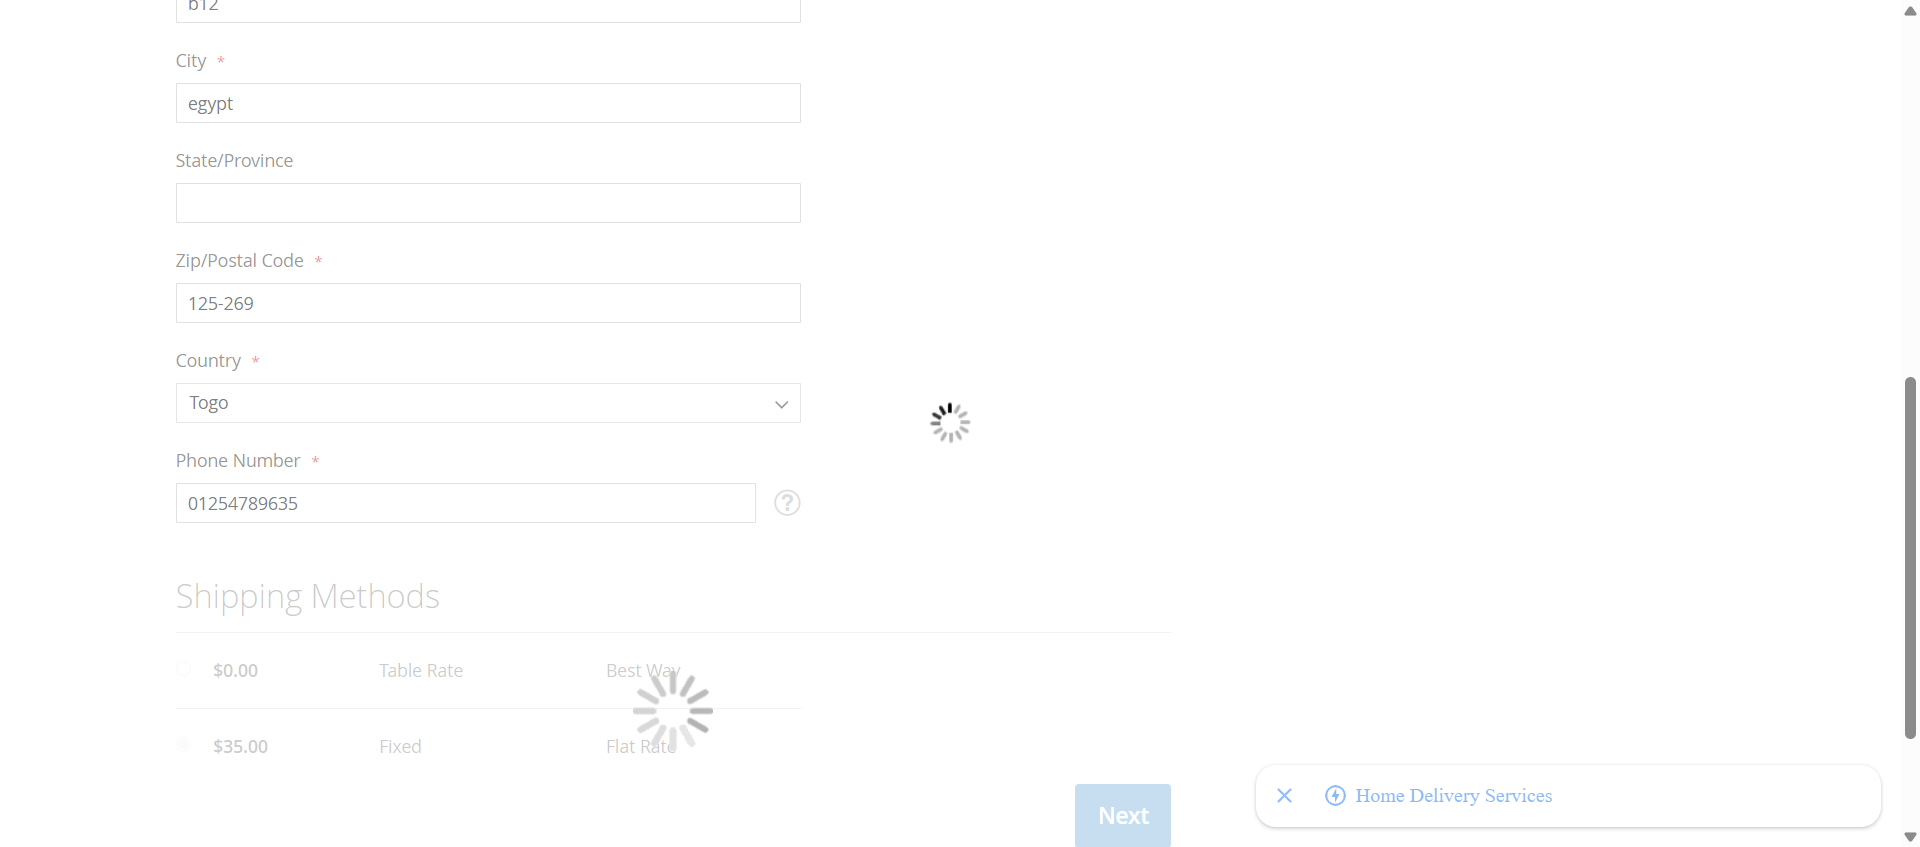 b12
City *
egypt
State/Province
Zip/Postal Code *
125-269
Country *
Togo
Phone Number *
01254789635
?
Shipping Methods
$0.00 Table Rate Best Way
$35.00 Fixed Flat Rate
Next
Home Delivery Services